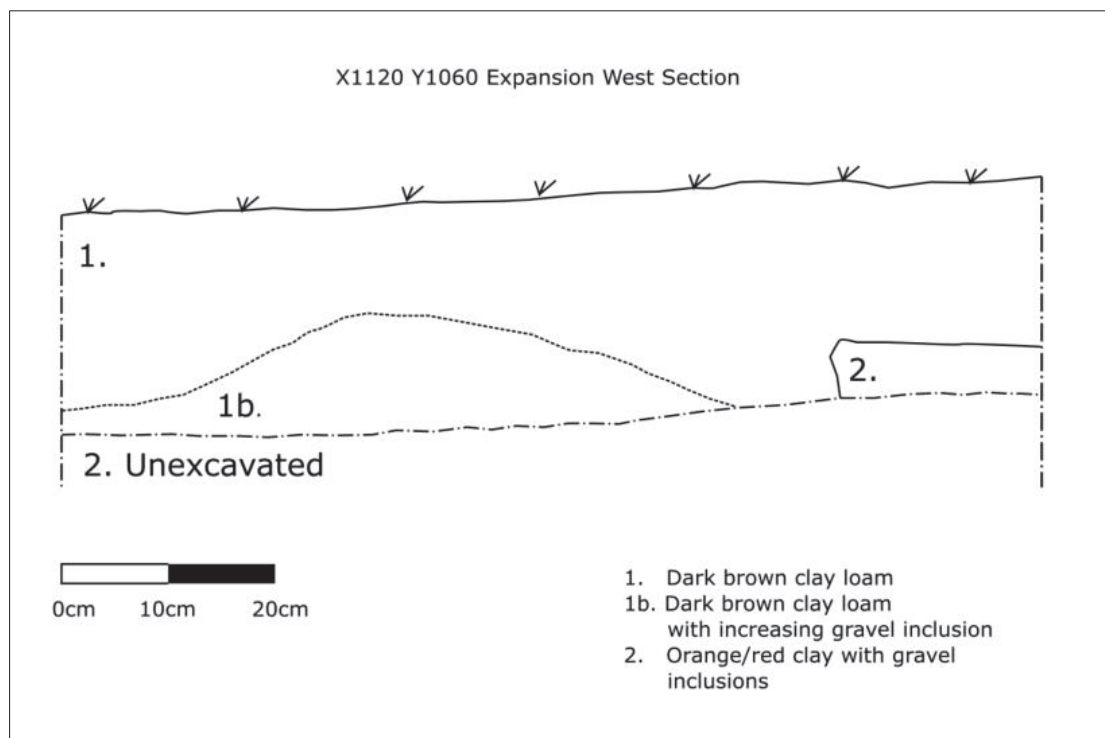 X1120 Y1060 Expansion West Section
1.
1b.
2.
2. Unexcavated
0cm 10cm 20cm
1. Dark brown clay loam
1b. Dark brown clay loam
with increasing gravel inclusion
2. Orange/red clay with gravel
inclusions